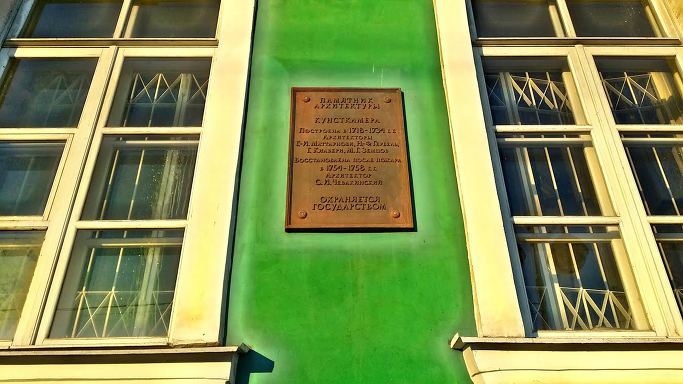 ПАМЯТНИК
АРХИТЕКТУРЫ
КУНСТКАМЕРА
ПОСТРОЕНА В 1718-1734 Г.Г.
АРХИТЕКТОРЫ
Г.-И. МАТТАРНОВИ, Н.-Ф. ГЕРБЕЛЬ,
Г. КИАВЕРИ, М.Г. ЗЕМЦОВ
ВОССТАНОВЛЕНА ПОСЛЕ ПОЖАРА
В 1754-1758 Г.Г.
АРХИТЕКТОР
С.И. ЧЕВАКИНСКИЙ
ОХРАНЯЕТСЯ
ГОСУДАРСТВОМ